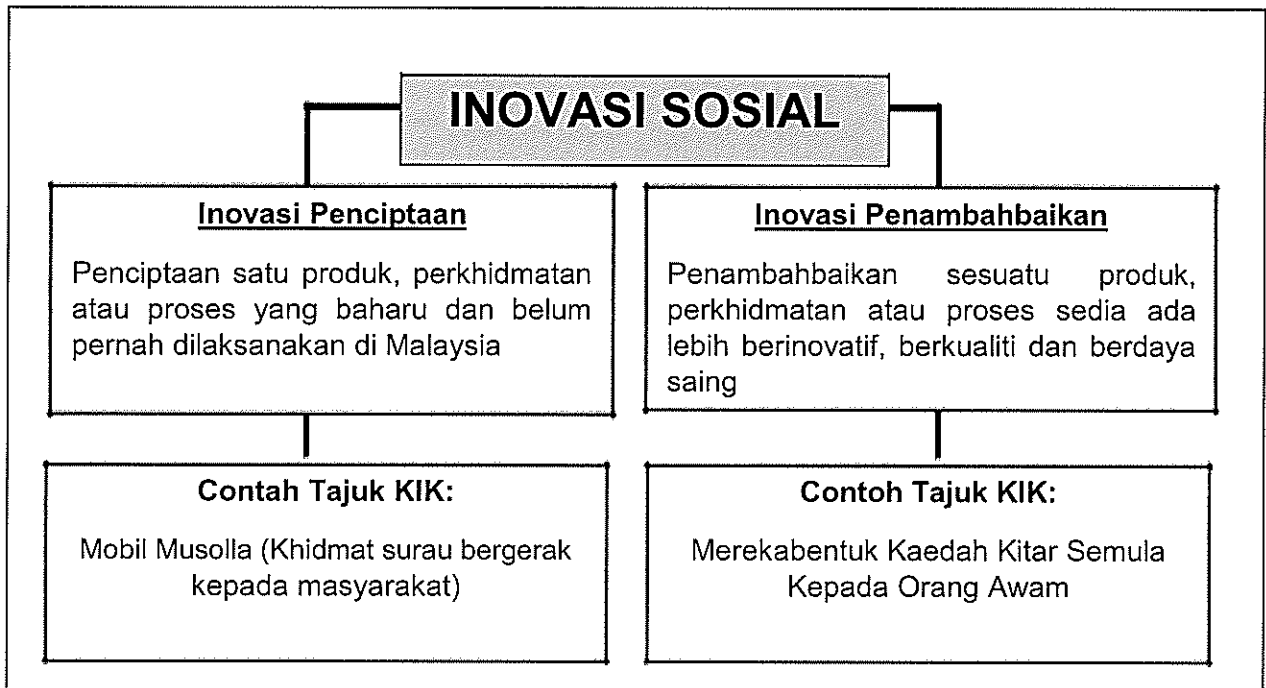 INOVASI SOSIAL
Inovasi Penciptaan
Penciptaan satu produk, perkhidmatan
atau proses yang baharu dan belum
pernah dilaksanakan di Malaysia
Inovasi Penambahbaikan
Penambahbaikan sesuatu produk,
perkhidmatan atau proses sedia ada
lebih berinovatif, berkualiti dan berdaya
saing
Contah Tajuk KIK:
Mobil Musolla (Khidmat surau bergerak
kepada masyarakat)
Contoh Tajuk KIK:
Merekabentuk Kaedah Kitar Semula
Kepada Orang Awam